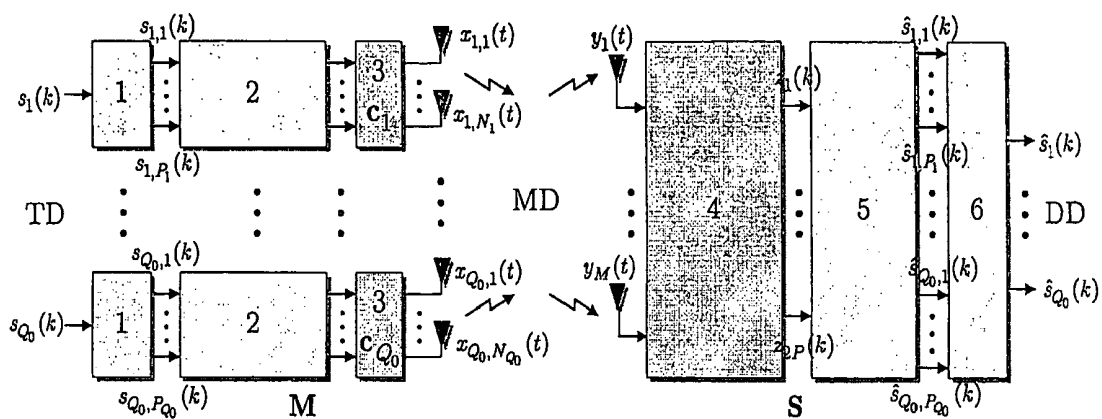 s_{1,1}(k)
x_{1,1}(t)
y_1(t)
ŝ_{1,1}(k)
s_1(k)
1
2
3
c_1
z_1(k)
x_{1,N_1}(t)
s_{1,P_1}(k)
ŝ_{1,P_1}(k)
ŝ_1(k)
TD
MD
4
5
6
DD
s_{Q_0,1}(k)
x_{Q_0,1}(t)
y_M(t)
ŝ_{Q_0,1}(k)
ŝ_{Q_0}(k)
s_{Q_0}(k)
1
2
3
c_{Q_0}
x_{Q_0,N_{Q_0}}(t)
z_{2P}(k)
s_{Q_0,P_{Q_0}}(k)
ŝ_{Q_0,P_{Q_0}}(k)
M
S